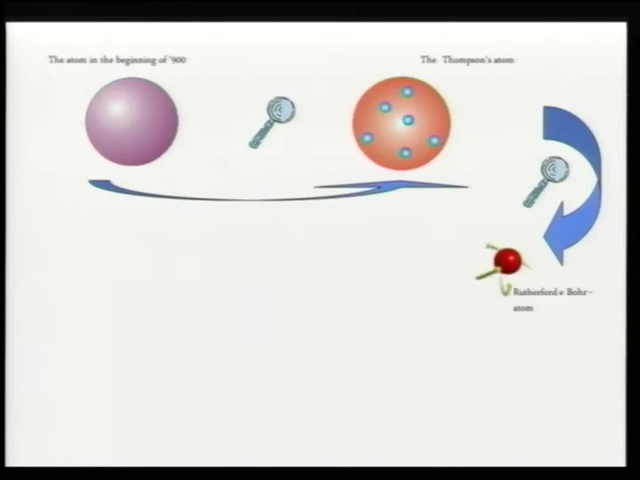 The atom in the beginning of '900
The Thompson's atom
Rutherford e Bohr-
atom